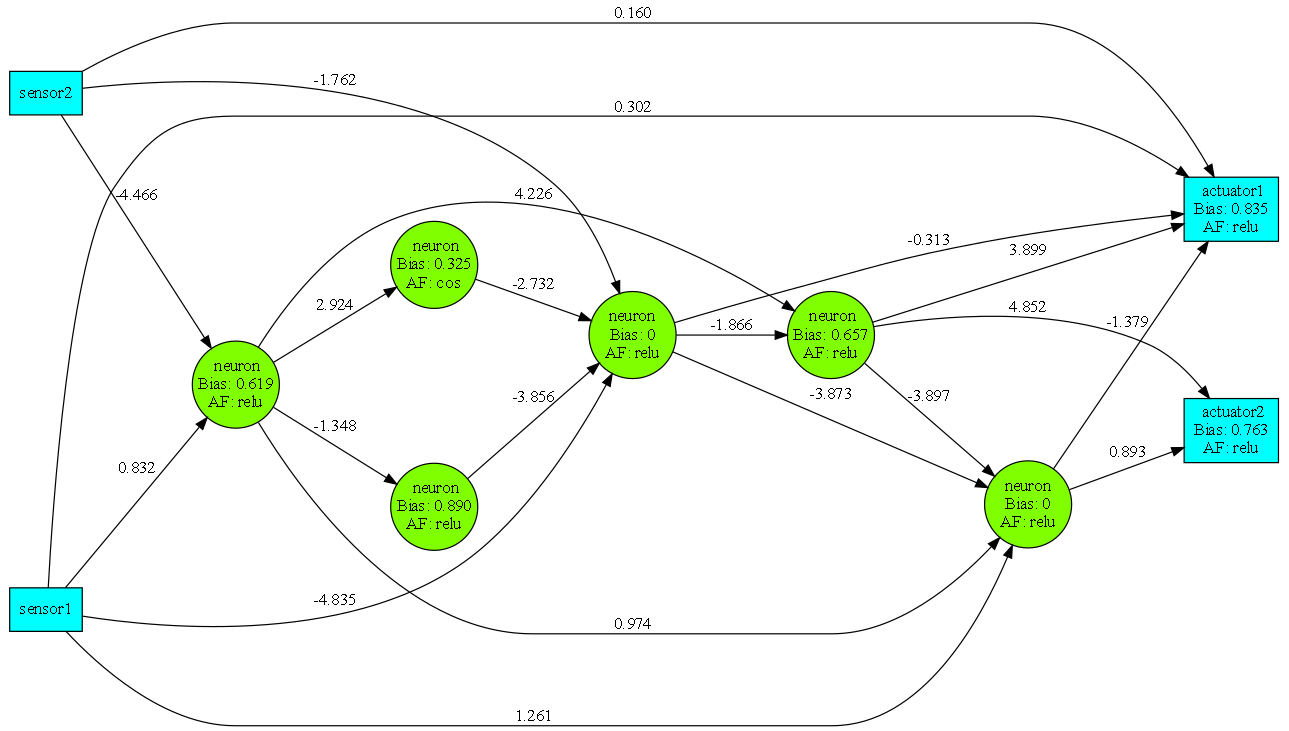 0.160
sensor2
-1.762
0.302
-4.466
4.226
actuator1
Bias: 0.835
AF: relu
neuron
Bias: 0.325
AF: cos
-0.313
3.899
-2.732
2.924
neuron
Bias: 0
AF: relu
-1.866
neuron
Bias: 0.657
AF: relu
4.852
-1.379
neuron
Bias: 0.619
AF: relu
-3.873
-3.897
-3.856
actuator2
Bias: 0.763
AF: relu
-1.348
0.832
0.893
neuron
Bias: 0.890
AF: relu
neuron
Bias: 0
AF: relu
sensor1
-4.835
0.974
1.261